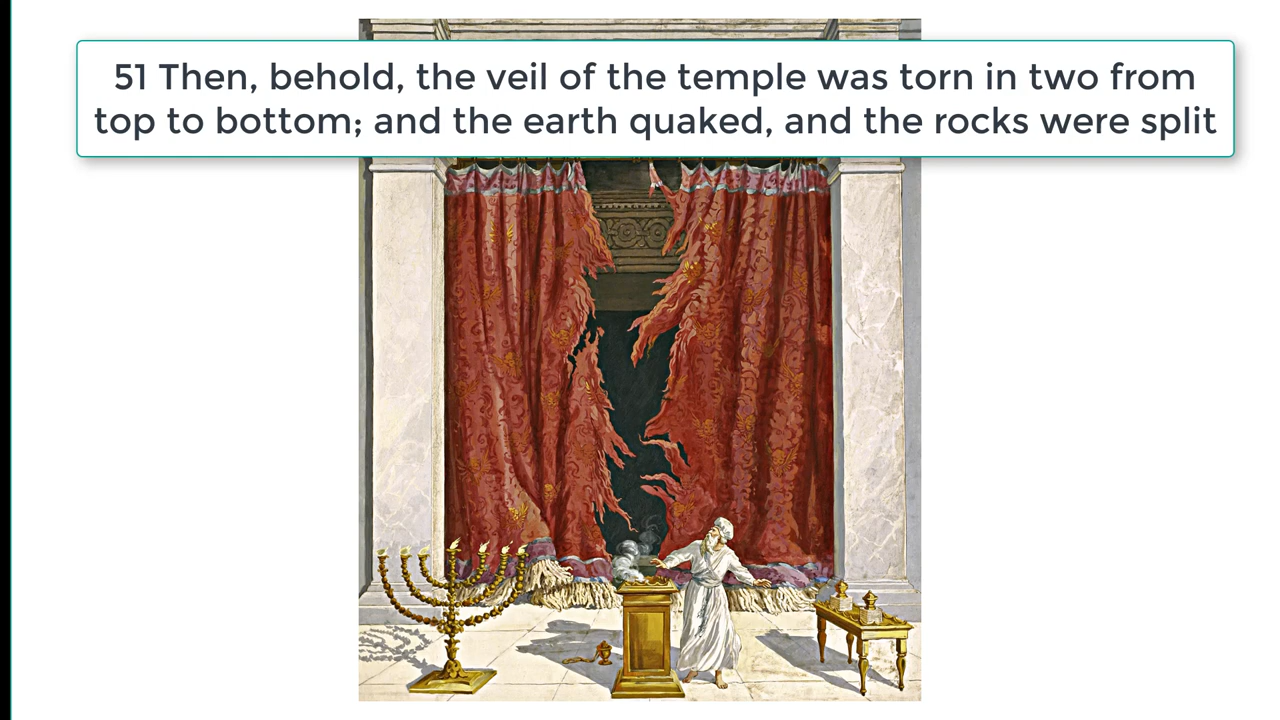 51 Then, behold, the veil of the temple was torn in two from
top to bottom; and the earth quaked, and the rocks were split